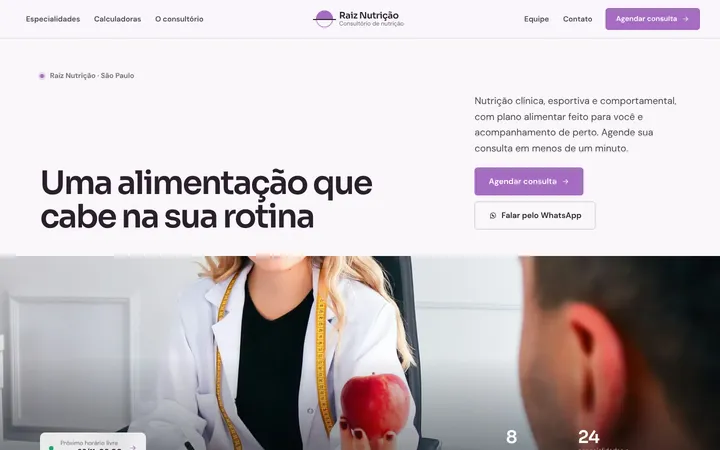 Especialidades
Calculadoras
O consultório
Raiz Nutrição
Consultório de nutrição
Equipe
Contato
Agendar consulta →
Raiz Nutrição · São Paulo
Nutrição clínica, esportiva e comportamental,
com plano alimentar feito para você e
acompanhamento de perto. Agende sua
consulta em menos de um minuto.
Uma alimentação que
cabe na sua rotina
Agendar consulta →
Falar pelo WhatsApp
Próximo horário livre
8
24